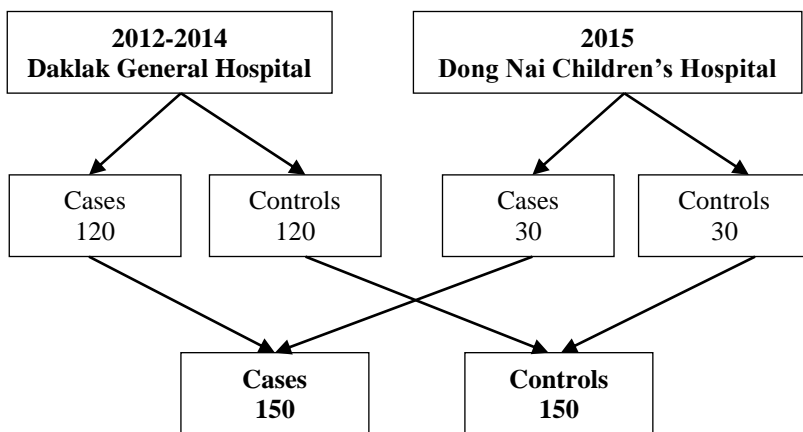 2012-2014
Daklak General Hospital
2015
Dong Nai Children’s Hospital
Cases
120
Controls
120
Cases
30
Controls
30
Cases
150
Controls
150